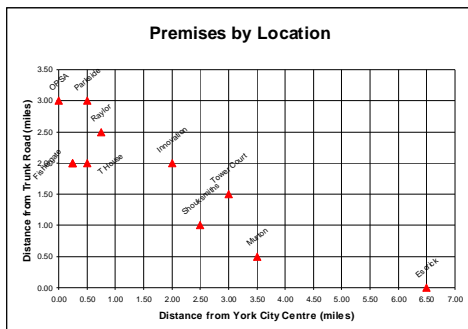 Premises by Location
Distance from Trunk Road (miles)
3.50
3.00
2.50
2.00
1.50
1.00
0.50
0.00
OPSA
Parkside
Raylor
Fishergate
T House
Innovation
Tower Court
Shouksmiths
Murton
Escrick
0.00 0.50 1.00 1.50 2.00 2.50 3.00 3.50 4.00 4.50 5.00 5.50 6.00 6.50 7.00
Distance from York City Centre (miles)